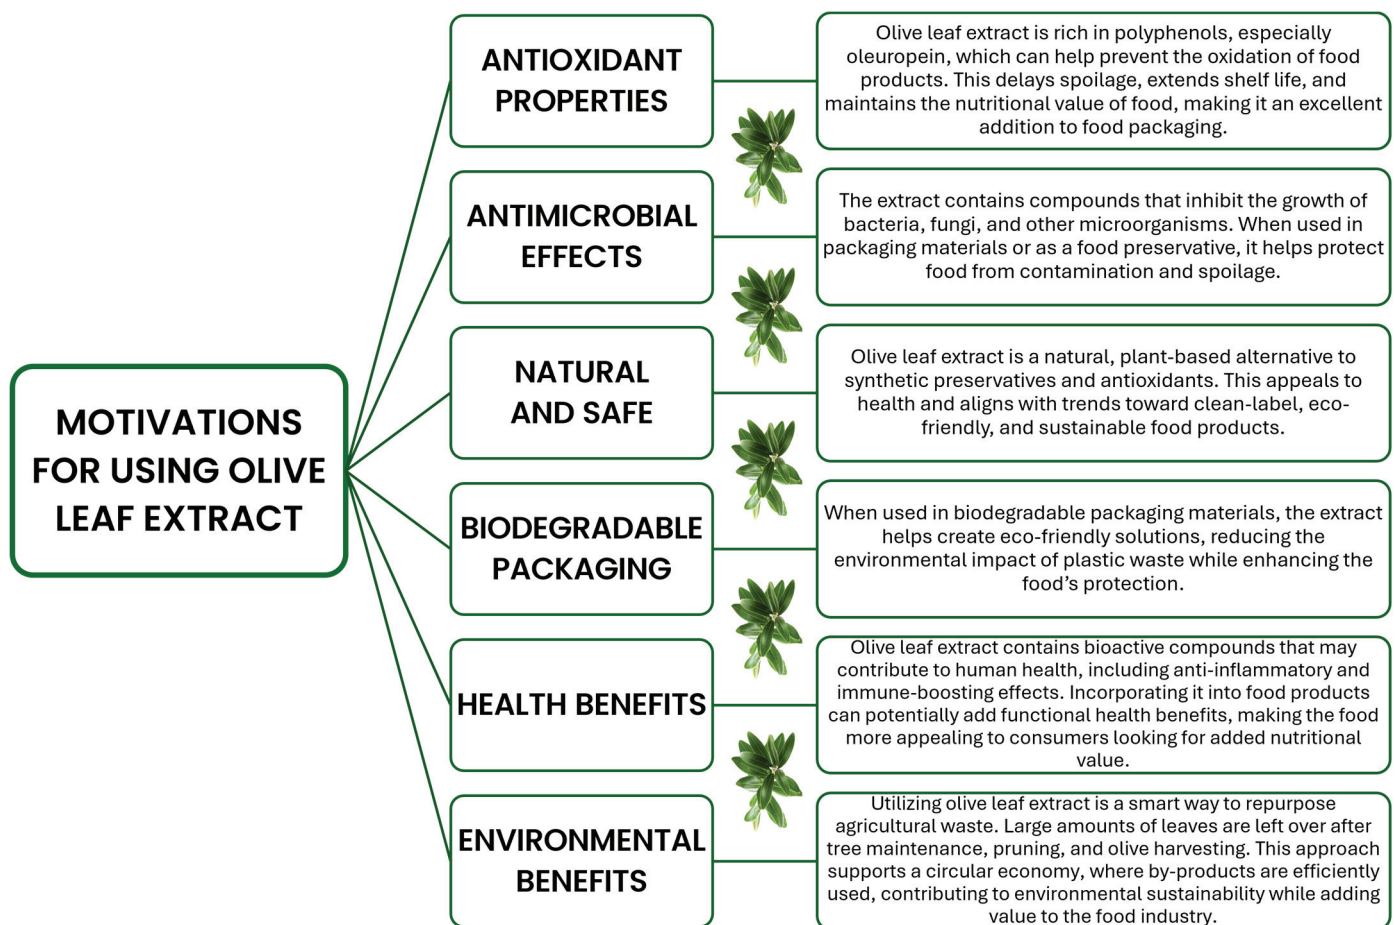 MOTIVATIONS
FOR USING OLIVE
LEAF EXTRACT
ANTIOXIDANT
PROPERTIES
Olive leaf extract is rich in polyphenols, especially
oleuropein, which can help prevent the oxidation of food
products. This delays spoilage, extends shelf life, and
maintains the nutritional value of food, making it an excellent
addition to food packaging.
ANTIMICROBIAL
EFFECTS
The extract contains compounds that inhibit the growth of
bacteria, fungi, and other microorganisms. When used in
packaging materials or as a food preservative, it helps protect
food from contamination and spoilage.
NATURAL
AND SAFE
Olive leaf extract is a natural, plant-based alternative to
synthetic preservatives and antioxidants. This appeals to
health and aligns with trends toward clean-label, eco-
friendly, and sustainable food products.
BIODEGRADABLE
PACKAGING
When used in biodegradable packaging materials, the extract
helps create eco-friendly solutions, reducing the
environmental impact of plastic waste while enhancing the
food’s protection.
HEALTH BENEFITS
Olive leaf extract contains bioactive compounds that may
contribute to human health, including anti-inflammatory and
immune-boosting effects. Incorporating it into food products
can potentially add functional health benefits, making the food
more appealing to consumers looking for added nutritional
value.
ENVIRONMENTAL
BENEFITS
Utilizing olive leaf extract is a smart way to repurpose
agricultural waste. Large amounts of leaves are left over after
tree maintenance, pruning, and olive harvesting. This approach
supports a circular economy, where by-products are efficiently
used, contributing to environmental sustainability while adding
value to the food industry.